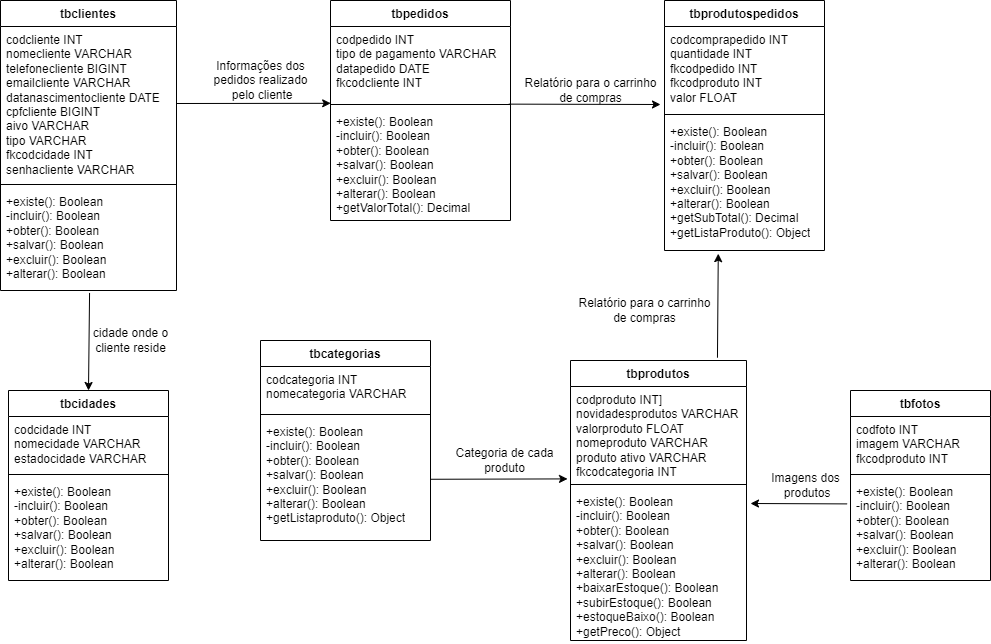 tbclientes
codcliente INT
nomecliente VARCHAR
telefonecliente BIGINT
emailcliente VARCHAR
datanascimentocliente DATE
cpfcliente BIGINT
aivo VARCHAR
tipo VARCHAR
fkcodcidade INT
senhacliente VARCHAR
+existe(): Boolean
-incluir(): Boolean
+obter(): Boolean
+salvar(): Boolean
+excluir(): Boolean
+alterar(): Boolean
Informações dos
pedidos realizado
pelo cliente
tbpedidos
codpedido INT
tipo de pagamento VARCHAR
datapedido DATE
fkcodcliente INT
+existe(): Boolean
-incluir(): Boolean
+obter(): Boolean
+salvar(): Boolean
+excluir(): Boolean
+alterar(): Boolean
+getValorTotal(): Decimal
Relatório para o carrinho
de compras
tbprodutospedidos
codcomprapedido INT
quantidade INT
fkcodpedido INT
fkcodproduto INT
valor FLOAT
+existe(): Boolean
-incluir(): Boolean
+obter(): Boolean
+salvar(): Boolean
+excluir(): Boolean
+alterar(): Boolean
+getSubTotal(): Decimal
+getListaProduto(): Object
cidade onde o
cliente reside
Relatório para o carrinho
de compras
tbcidades
codcidade INT
nomecidade VARCHAR
estadocidade VARCHAR
+existe(): Boolean
-incluir(): Boolean
+obter(): Boolean
+salvar(): Boolean
+excluir(): Boolean
+alterar(): Boolean
tbcategorias
codcategoria INT
nomecategoria VARCHAR
+existe(): Boolean
-incluir(): Boolean
+obter(): Boolean
+salvar(): Boolean
+excluir(): Boolean
+alterar(): Boolean
+getListaproduto(): Object
Categoria de cada
produto
tbprodutos
codproduto INT]
novidadesprodutos VARCHAR
valorproduto FLOAT
nomeproduto VARCHAR
produto ativo VARCHAR
fkcodcategoria INT
+existe(): Boolean
-incluir(): Boolean
+obter(): Boolean
+salvar(): Boolean
+excluir(): Boolean
+alterar(): Boolean
+baixarEstoque(): Boolean
+subirEstoque(): Boolean
+estoqueBaixo(): Boolean
+getPreco(): Object
Imagens dos
produtos
tbfotos
codfoto INT
imagem VARCHAR
fkcodproduto INT
+existe(): Boolean
-incluir(): Boolean
+obter(): Boolean
+salvar(): Boolean
+excluir(): Boolean
+alterar(): Boolean